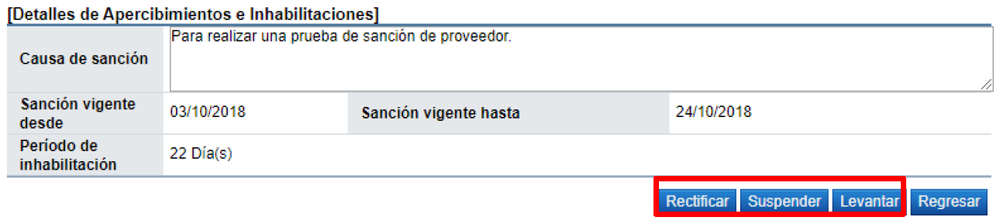 [Detalles de Apercibimientos e Inhabilitaciones]
Causa de sanción
Para realizar una prueba de sanción de proveedor.
Sanción vigente
desde
03/10/2018
Sanción vigente hasta
24/10/2018
Período de
inhabilitación
22 Día(s)
Rectificar Suspender Levantar Regresar